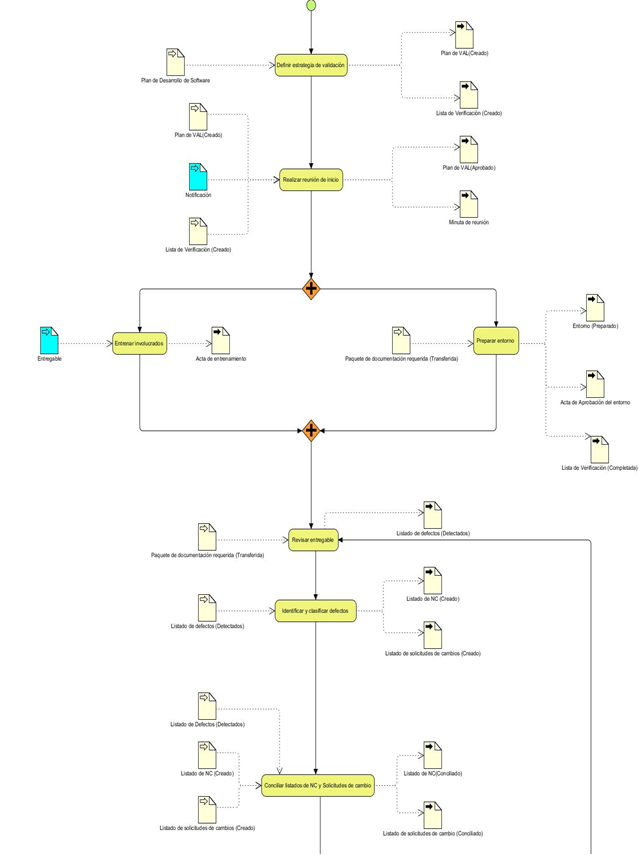 Plan de VAL(Creado)
Definir estrategia de validación
Plan de Desarrollo de Software
Lista de Verificación (Creado)
Plan de VAL(Creado)
Plan de VAL(Aprobado)
Realizar reunión de inicio
Notificación
Minuta de reunión
Lista de Verificación (Creado)
Entorno (Preparado)
Entrenar involucrados
Preparar entorno
Entregable
Acta de entrenamiento
Paquete de documentación requerida (Transferida)
Acta de Aprobación del entorno
Lista de Verificación (Completada)
Listado de defectos (Detectados)
Revisar entregable
Paquete de documentación requerida (Transferida)
Listado de NC (Creado)
Identificar y clasificar defectos
Listado de defectos (Detectados)
Listado de solicitudes de cambios (Creado)
Listado de Defectos (Detectados)
Listado de NC (Creado)
Listado de NC(Conciliado)
Conciliar listados de NC y Solicitudes de cambio
Listado de solicitudes de cambios (Creado)
Listado de solicitudes de cambio (Conciliado)